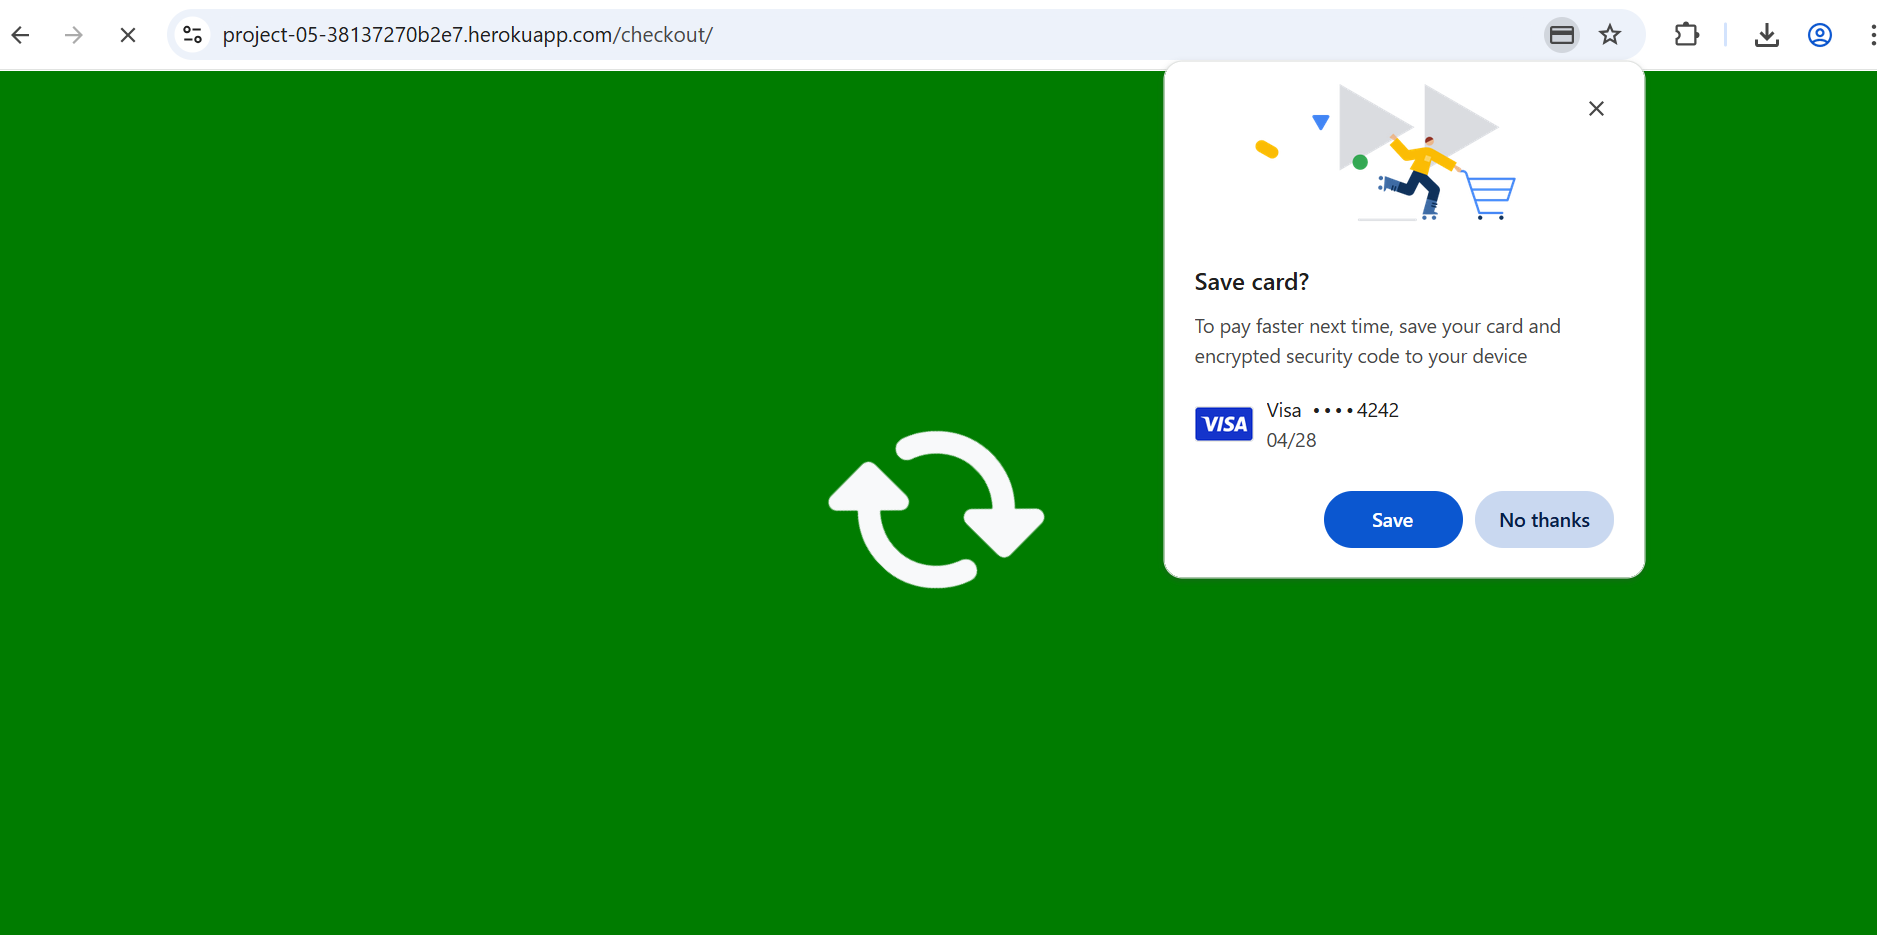 project-05-38137270b2e7.herokuapp.com/checkout/
Save card?
To pay faster next time, save your card and
encrypted security code to your device
VISA
Visa ••••4242
04/28
Save
No thanks